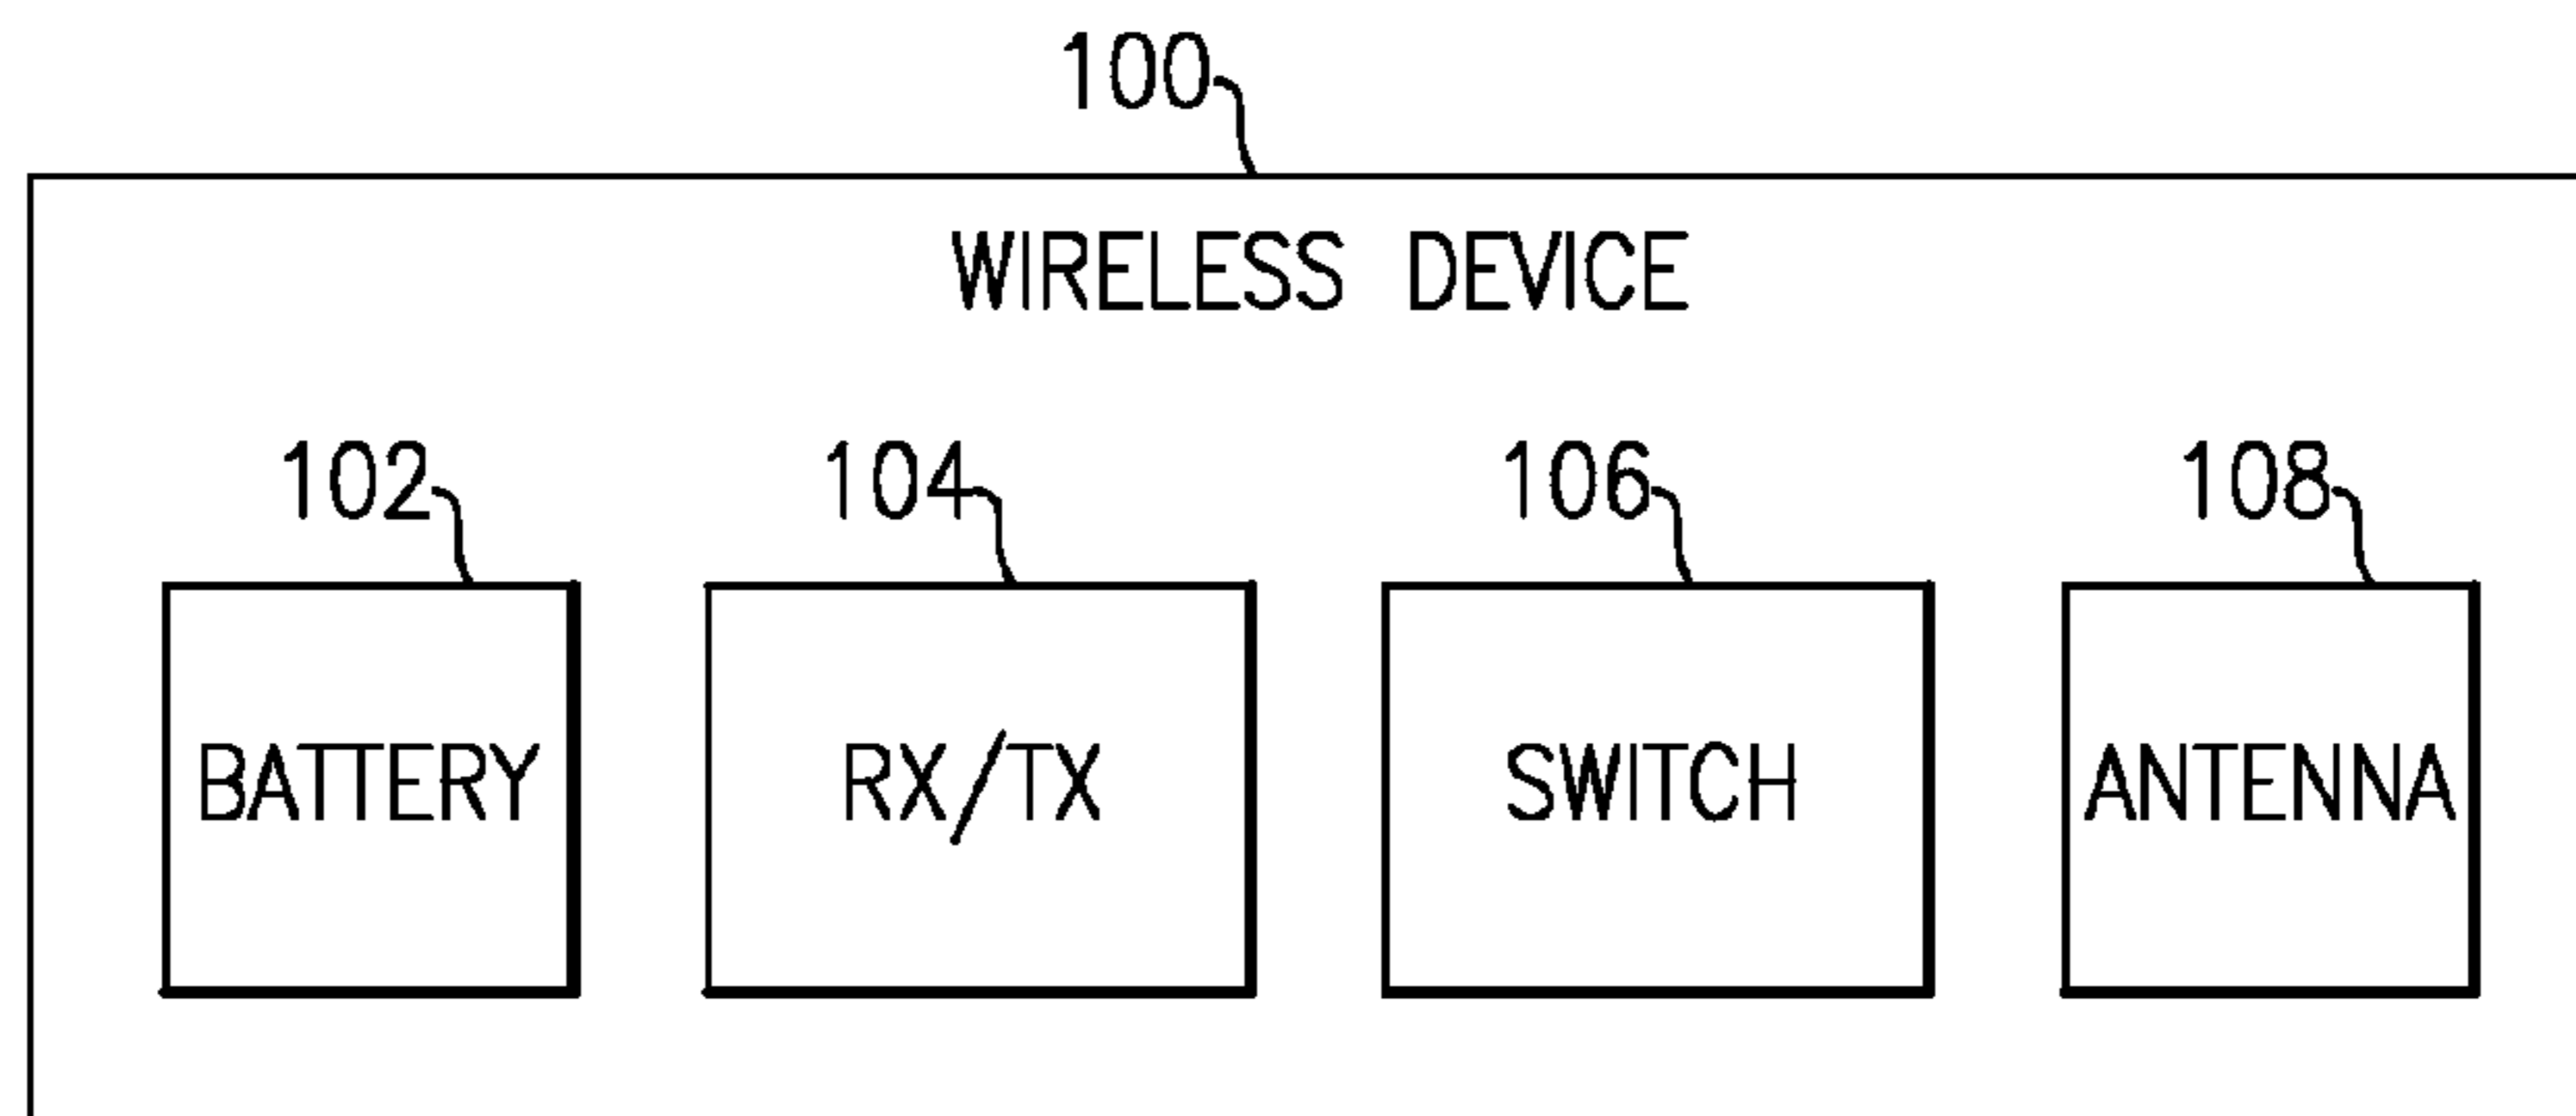 100
WIRELESS DEVICE
102 104 106 108
BATTERY RX/TX SWITCH ANTENNA